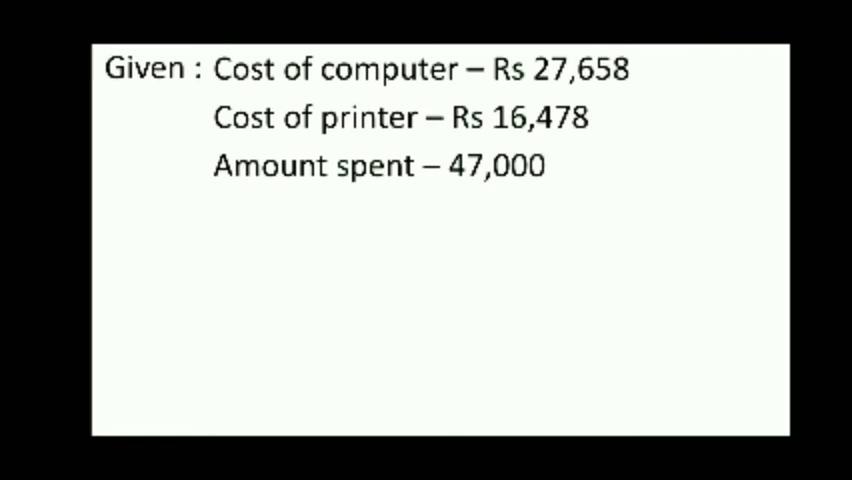 Given : Cost of computer – Rs 27,658
Cost of printer – Rs 16,478
Amount spent – 47,000